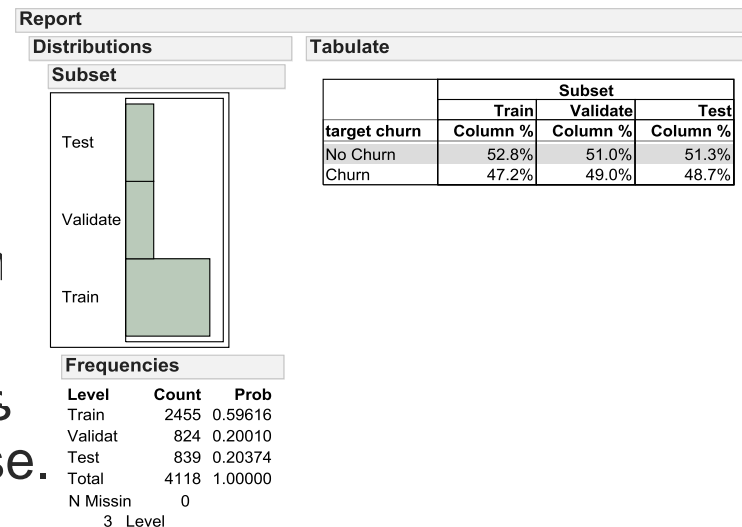 Report
Distributions
Tabulate
Subset
Test
Validate
Train
Subset
Train Validate Test
target churn Column % Column % Column %
No Churn 52.8% 51.0% 51.3%
Churn 47.2% 49.0% 48.7%
Frequencies
Level Count Prob
Train 2455 0.59616
Validat 824 0.20010
Test 839 0.20374
Total 4118 1.00000
N Missin 0
3 Level
se.